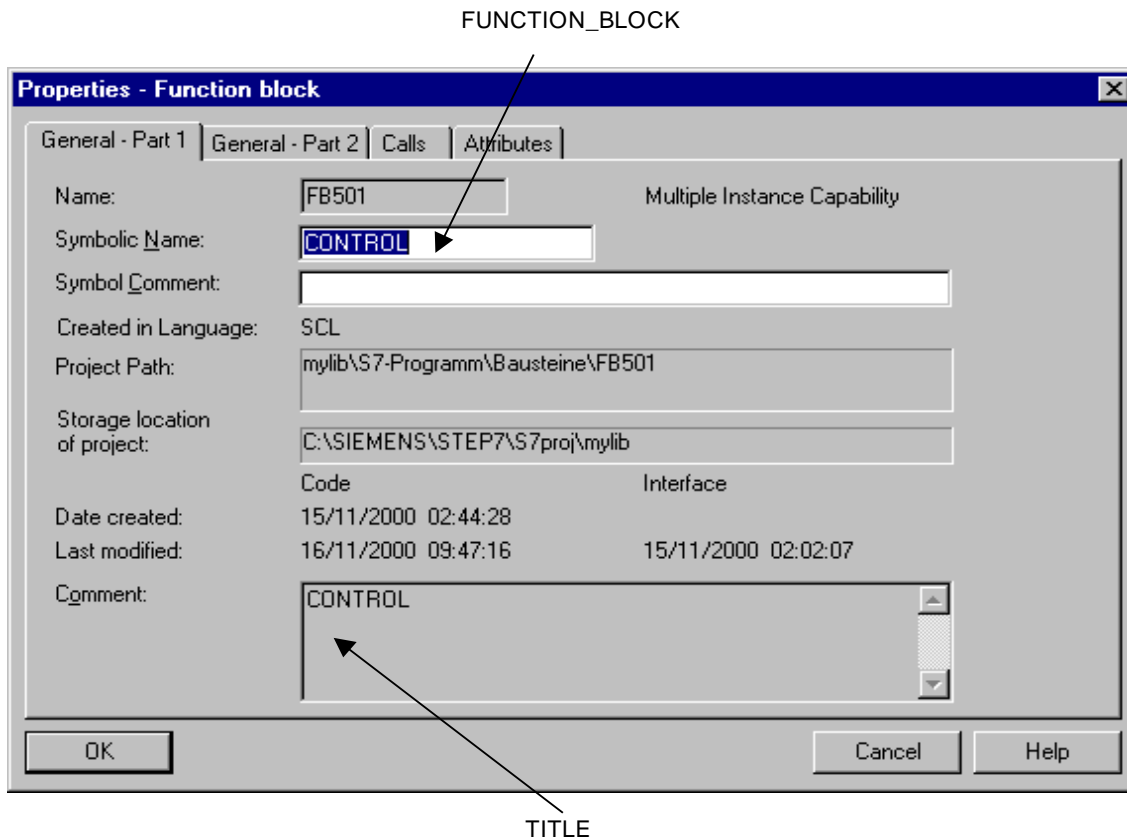 FUNCTION_BLOCK
Properties - Function block
General - Part 1 General - Part 2 Calls Attributes
Name: FB501 Multiple Instance Capability
Symbolic Name: CONTROL
Symbol Comment:
Created in Language: SCL
Project Path: mylib\S7-Programm\Bausteine\FB501
Storage location
of project: C:\SIEMENS\STEP7\S7proj\mylib
Code Interface
Date created: 15/11/2000 02:44:28
Last modified: 16/11/2000 09:47:16 15/11/2000 02:02:07
Comment: CONTROL
OK Cancel Help
TITLE